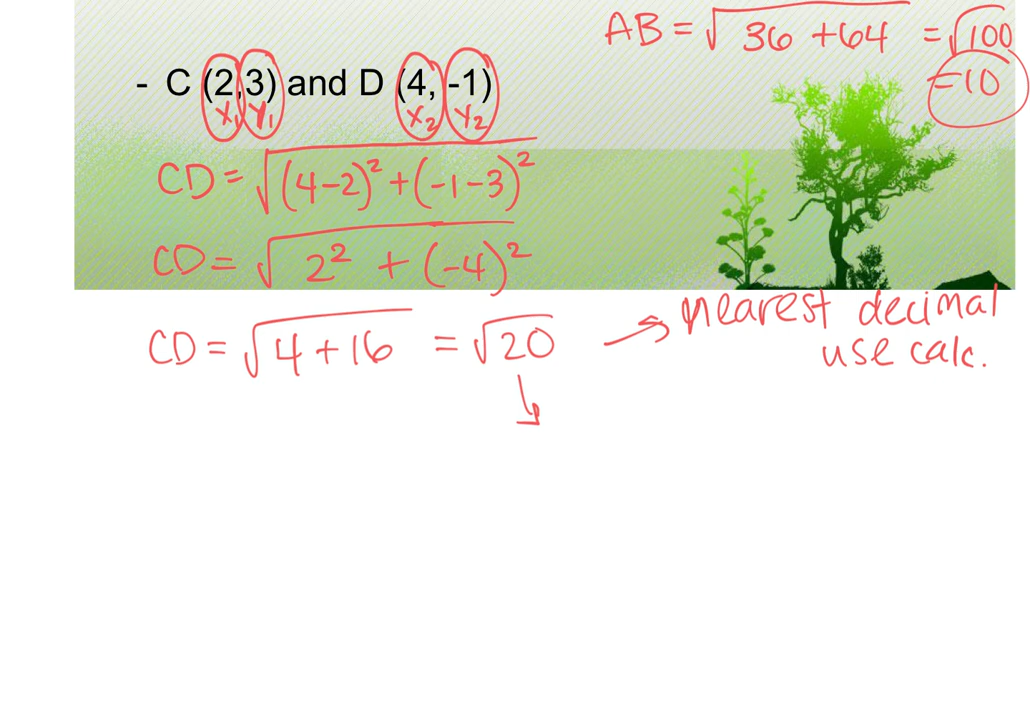 AB = √36 + 64 = √100
= 10
- C (2,3) and D (4, -1)
X₁ Y₁ X₂ Y₂
CD = √(4-2)² + (-1-3)²
CD = √2² + (-4)²
CD = √4 + 16 = √20 → nearest decimal
use calc.
↓